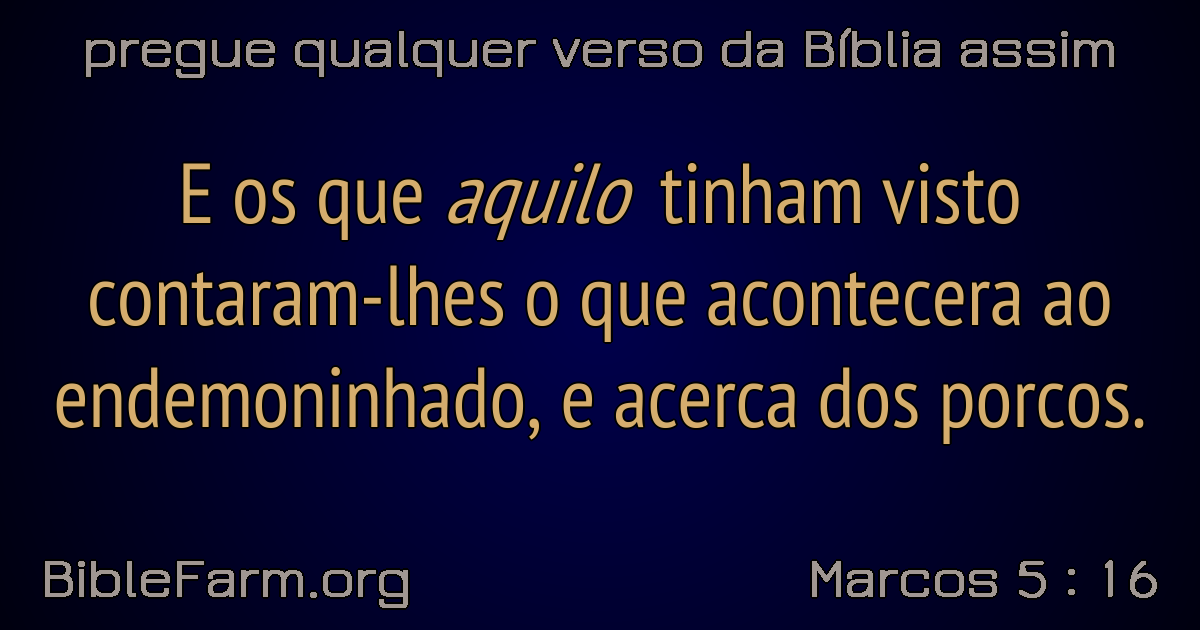 pregue qualquer verso da Bíblia assim
E os que aquilo tinham visto
contaram-lhes o que acontecera ao
endemoninhado, e acerca dos porcos.
BibleFarm.org
Marcos 5 : 16